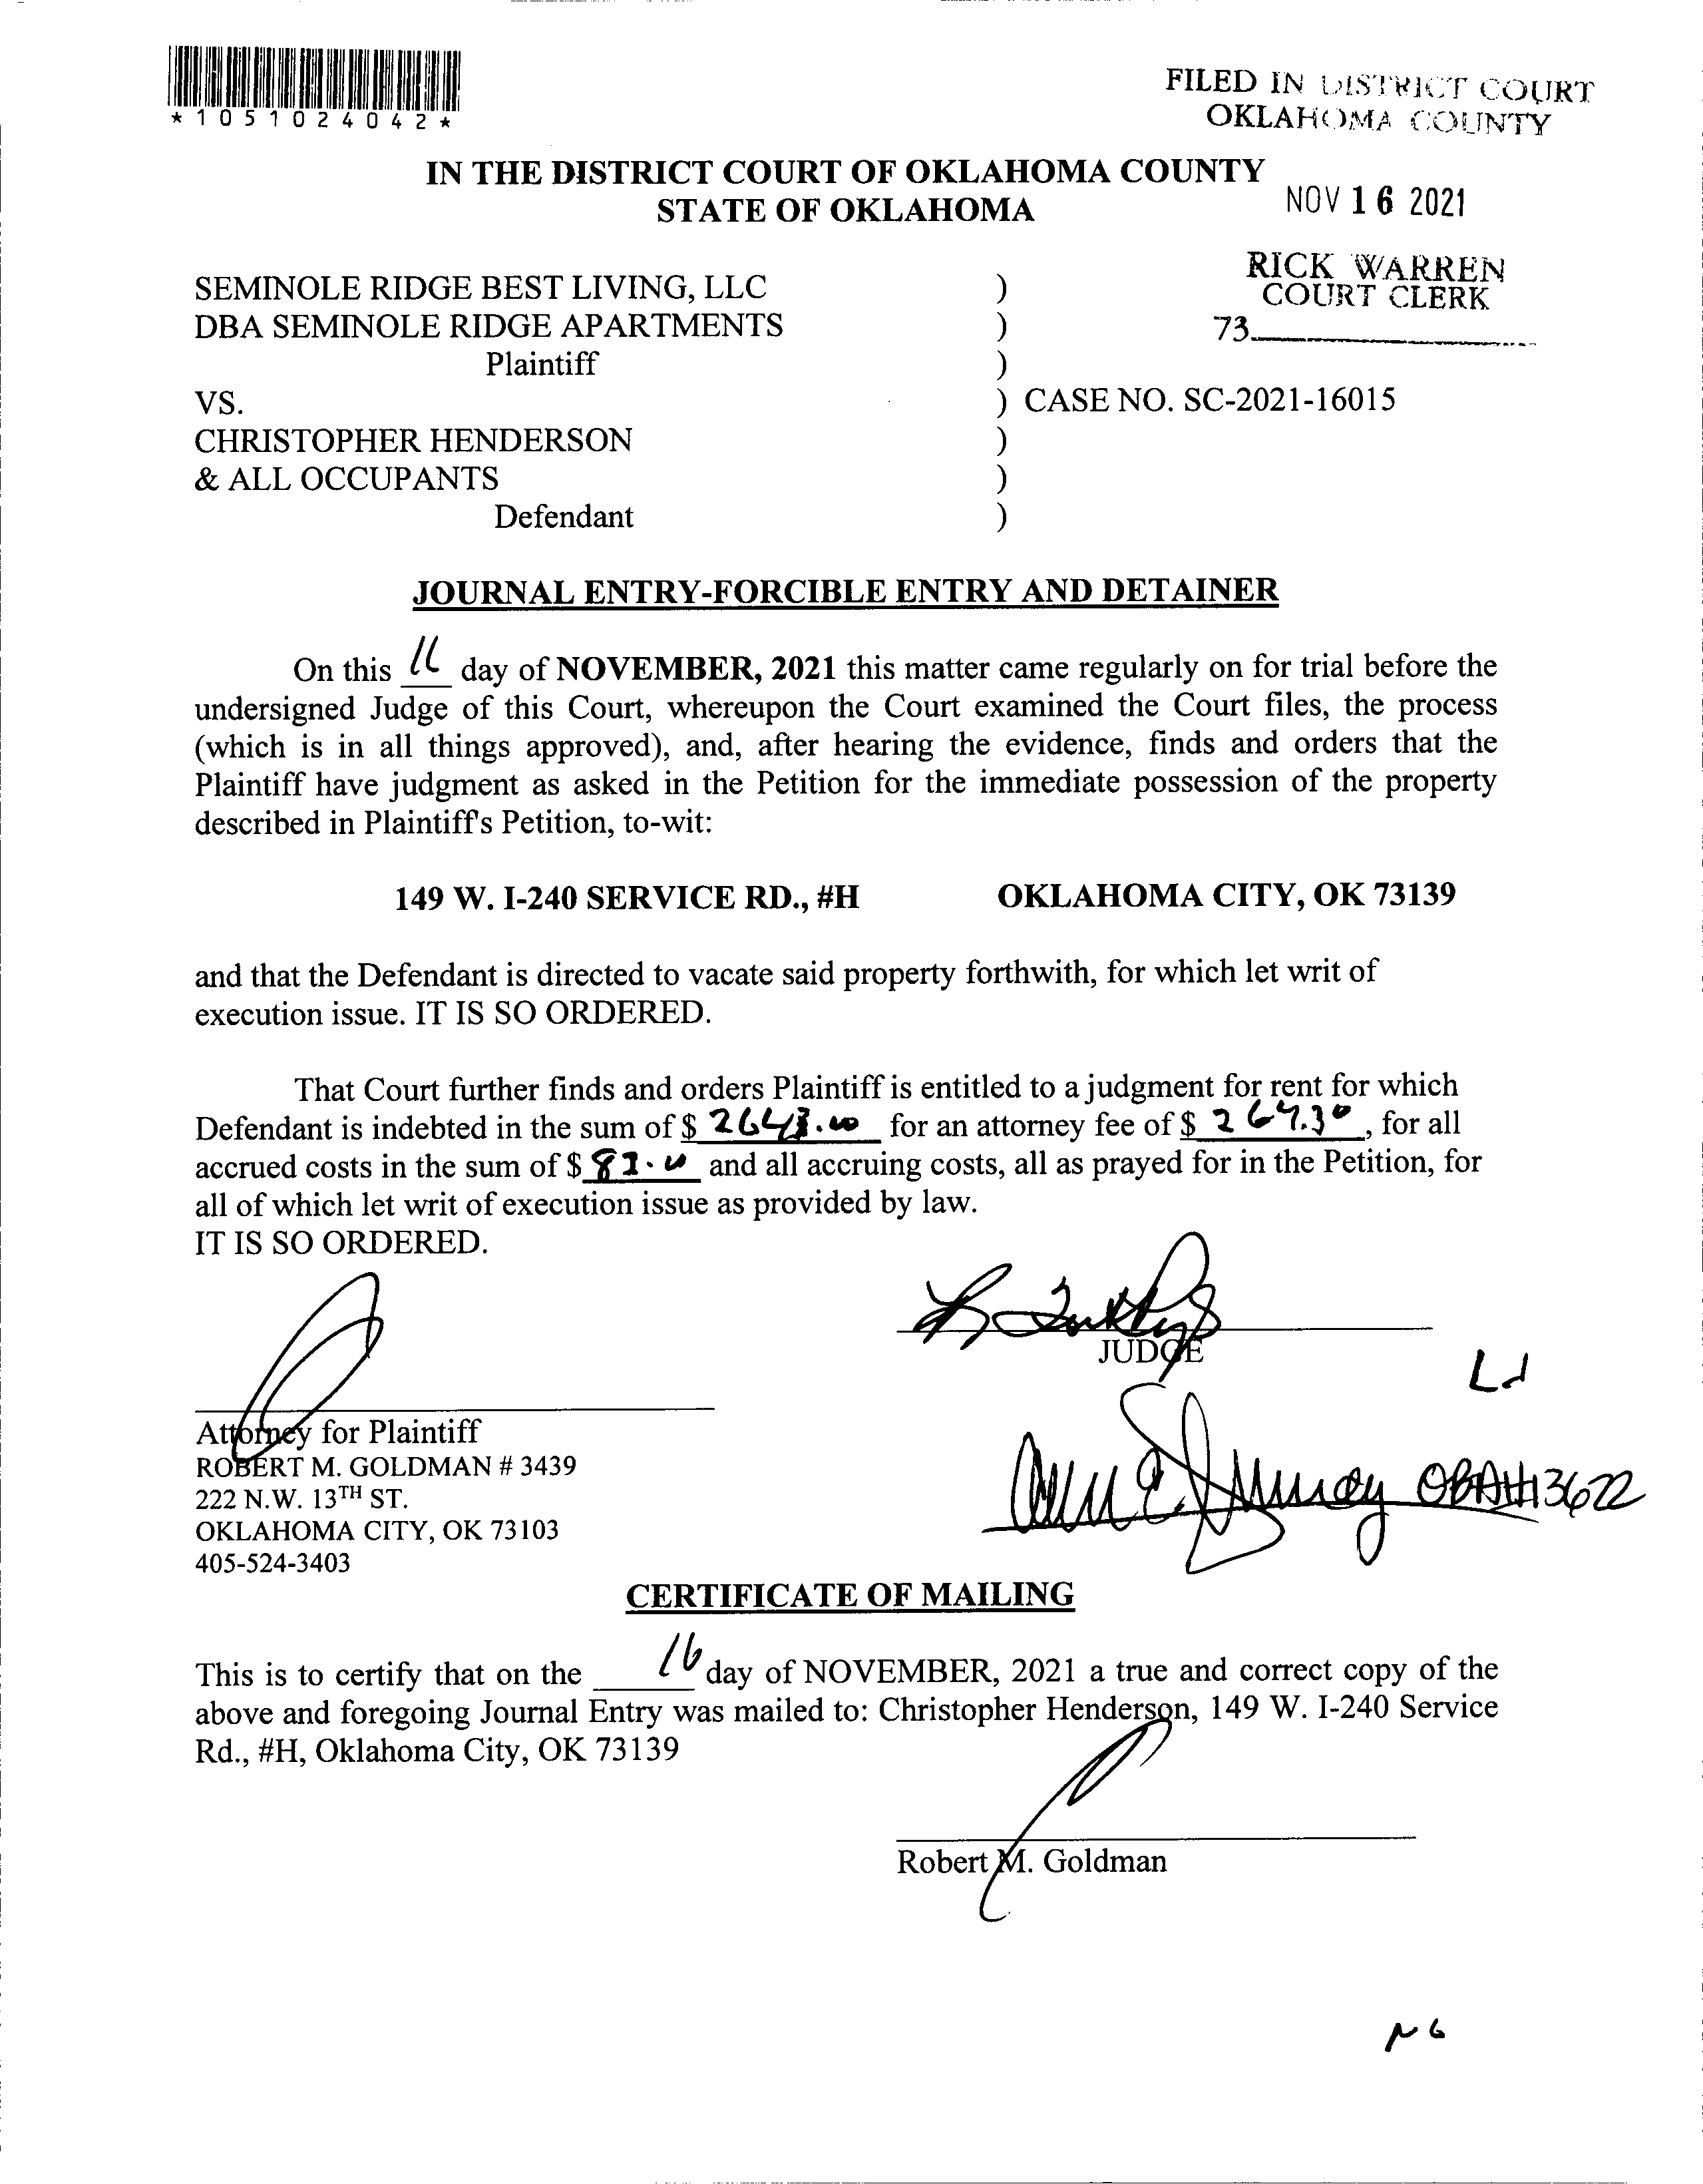 *1051024042*
FILED IN DISTRICT COURT
OKLAHOMA COUNTY
IN THE DISTRICT COURT OF OKLAHOMA COUNTY
STATE OF OKLAHOMA
NOV 16 2021
RICK WARREN
COURT CLERK
73
SEMINOLE RIDGE BEST LIVING, LLC )
DBA SEMINOLE RIDGE APARTMENTS )
Plaintiff )
VS. ) CASE NO. SC-2021-16015
CHRISTOPHER HENDERSON )
& ALL OCCUPANTS )
Defendant )
JOURNAL ENTRY-FORCIBLE ENTRY AND DETAINER
On this day of NOVEMBER, 2021 this matter came regularly on for trial before the
undersigned Judge of this Court, whereupon the Court examined the Court files, the process
(which is in all things approved), and, after hearing the evidence, finds and orders that the
Plaintiff have judgment as asked in the Petition for the immediate possession of the property
described in Plaintiff's Petition, to-wit:
149 W. I-240 SERVICE RD., #H OKLAHOMA CITY, OK 73139
and that the Defendant is directed to vacate said property forthwith, for which let writ of
execution issue. IT IS SO ORDERED.
That Court further finds and orders Plaintiff is entitled to a judgment for rent for which
Defendant is indebted in the sum of $ 2643.00 for an attorney fee of $ 264.30, for all
accrued costs in the sum of $ and all accruing costs, all as prayed for in the Petition, for
all of which let writ of execution issue as provided by law.
IT IS SO ORDERED.
JUDGE
Attorney for Plaintiff
ROBERT M. GOLDMAN # 3439
222 N.W. 13TH ST.
OKLAHOMA CITY, OK 73103
405-524-3403
OBA#13622
CERTIFICATE OF MAILING
This is to certify that on the 16 day of NOVEMBER, 2021 a true and correct copy of the
above and foregoing Journal Entry was mailed to: Christopher Henderson, 149 W. I-240 Service
Rd., #H, Oklahoma City, OK 73139
Robert M. Goldman